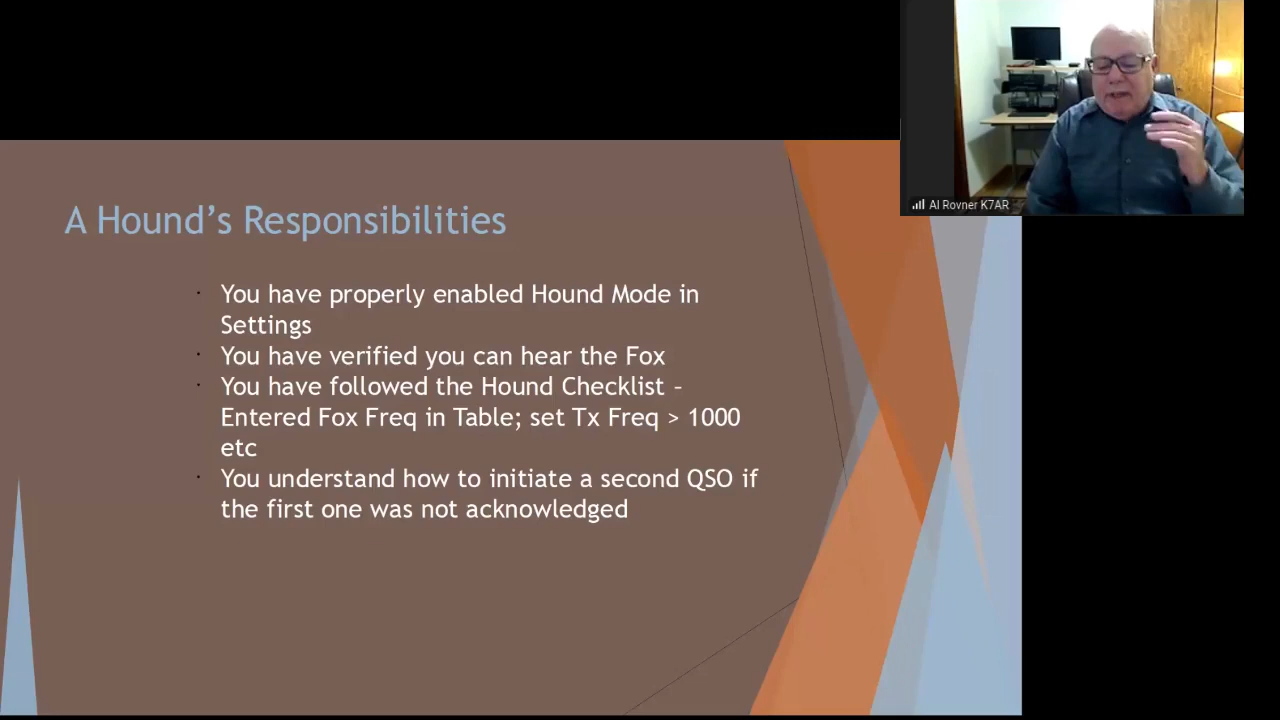 Al Rovner K7AR
A Hound’s Responsibilities
You have properly enabled Hound Mode in
Settings
You have verified you can hear the Fox
You have followed the Hound Checklist –
Entered Fox Freq in Table; set Tx Freq > 1000
etc
You understand how to initiate a second QSO if
the first one was not acknowledged